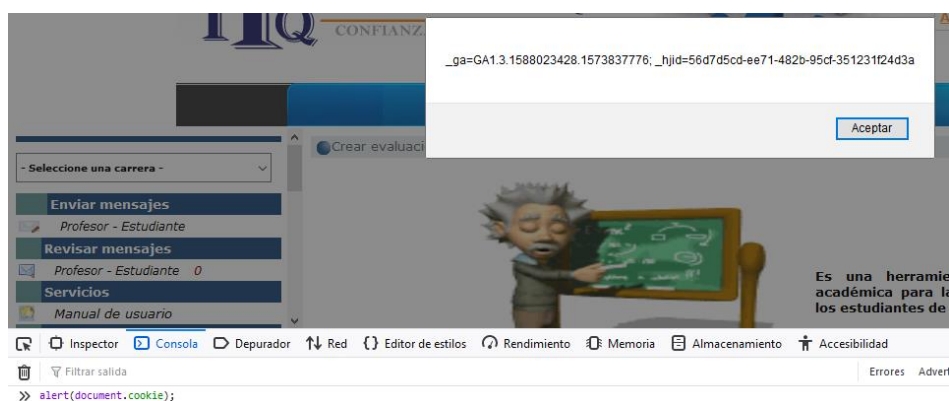 CONFIANZ
_ga=GA1.3.1588023428.1573837776; _hjid=56d7d5cd-ee71-482b-95cf-351231f24d3a
Aceptar
Crear evaluaci
- Seleccione una carrera -
Enviar mensajes
Profesor - Estudiante
Revisar mensajes
Profesor - Estudiante 0
Servicios
Manual de usuario
Es una herramie
académica para la
los estudiantes de
Inspector Consola Depurador Red {} Editor de estilos Rendimiento Memoria Almacenamiento Accesibilidad
Filtrar salida Errores Advert
>> alert(document.cookie);